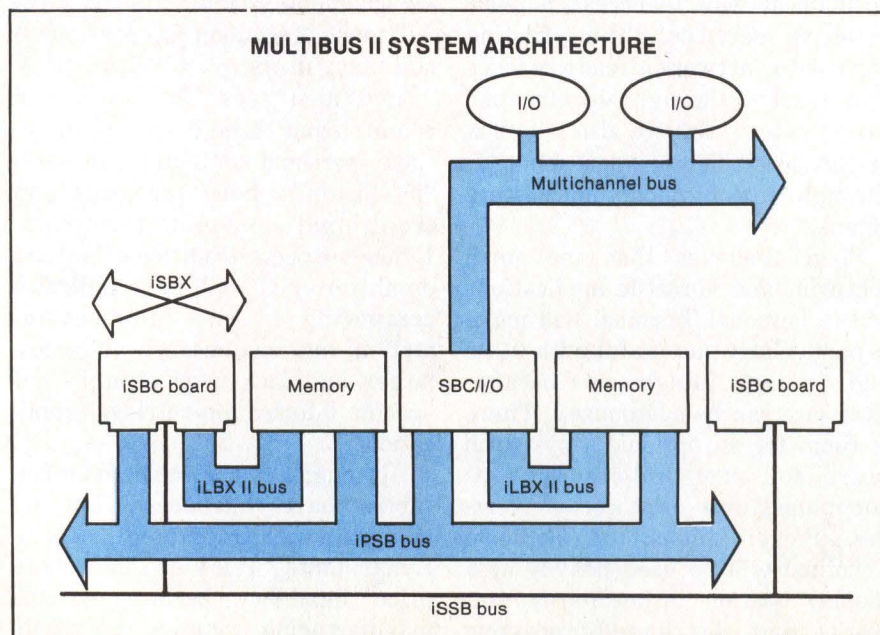 MULTIBUS II SYSTEM ARCHITECTURE
I/O
I/O
Multichannel bus
iSBX
iSBC board
Memory
SBC/I/O
Memory
iSBC board
iLBX II bus
iLBX II bus
iPSB bus
iSSB bus